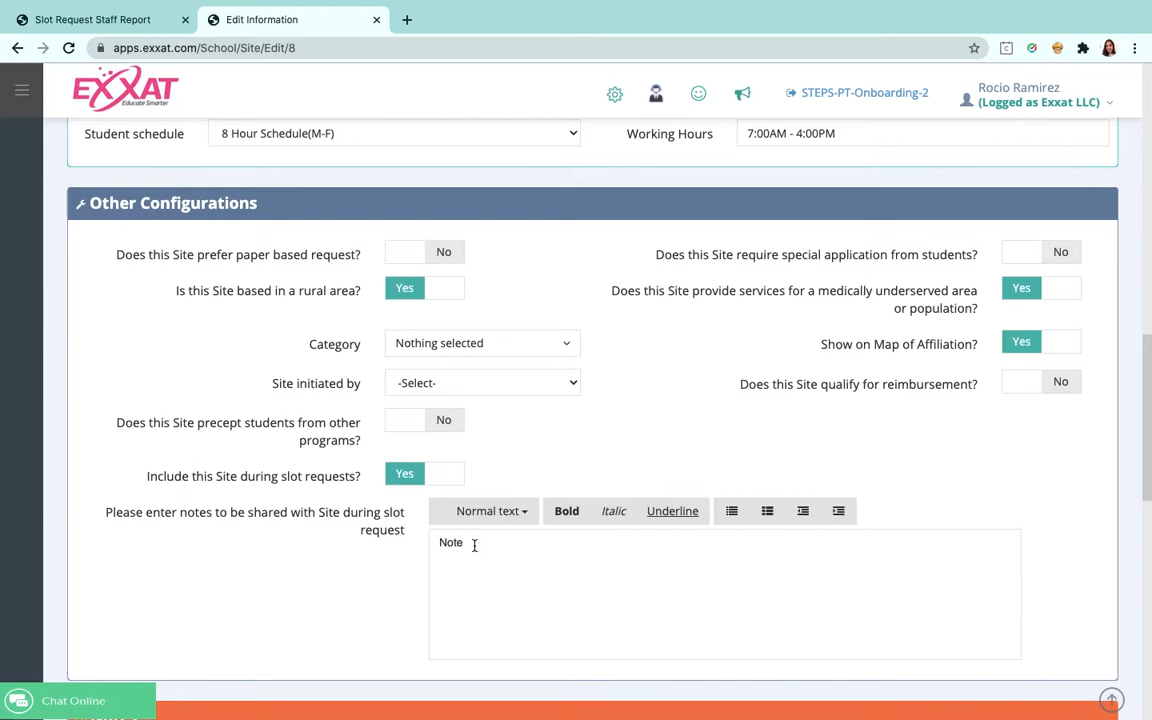 Slot Request Staff Report
Edit Information
apps.exxat.com/School/Site/Edit/8
EXXAT
Educate Smarter
STEPS-PT-Onboarding-2
Rocio Ramirez
(Logged as Exxat LLC)
Student schedule
8 Hour Schedule(M-F)
Working Hours
7:00AM - 4:00PM
Other Configurations
Does this Site prefer paper based request?
No
Does this Site require special application from students?
No
Is this Site based in a rural area?
Yes
Does this Site provide services for a medically underserved area
or population?
Yes
Category
Nothing selected
Show on Map of Affiliation?
Yes
Site initiated by
-Select-
Does this Site qualify for reimbursement?
No
Does this Site precept students from other
programs?
No
Include this Site during slot requests?
Yes
Please enter notes to be shared with Site during slot
request
Normal text
Bold
Italic
Underline
Note
Chat Online